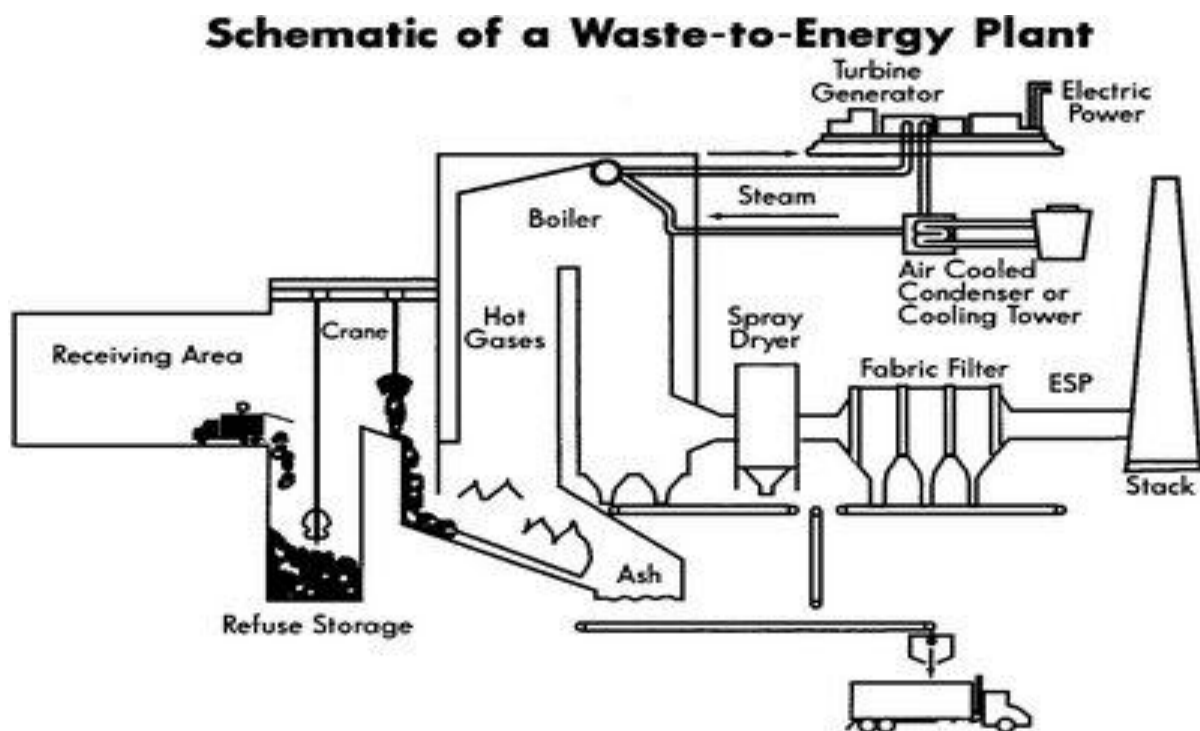 Schematic of a Waste-to-Energy Plant
Turbine
Generator
Electric
Power
Steam
Boiler
Air Cooled
Condenser or
Cooling Tower
Hot
Gases
Spray
Dryer
Crane
Receiving Area
Fabric Filter
ESP
Stack
Ash
Refuse Storage